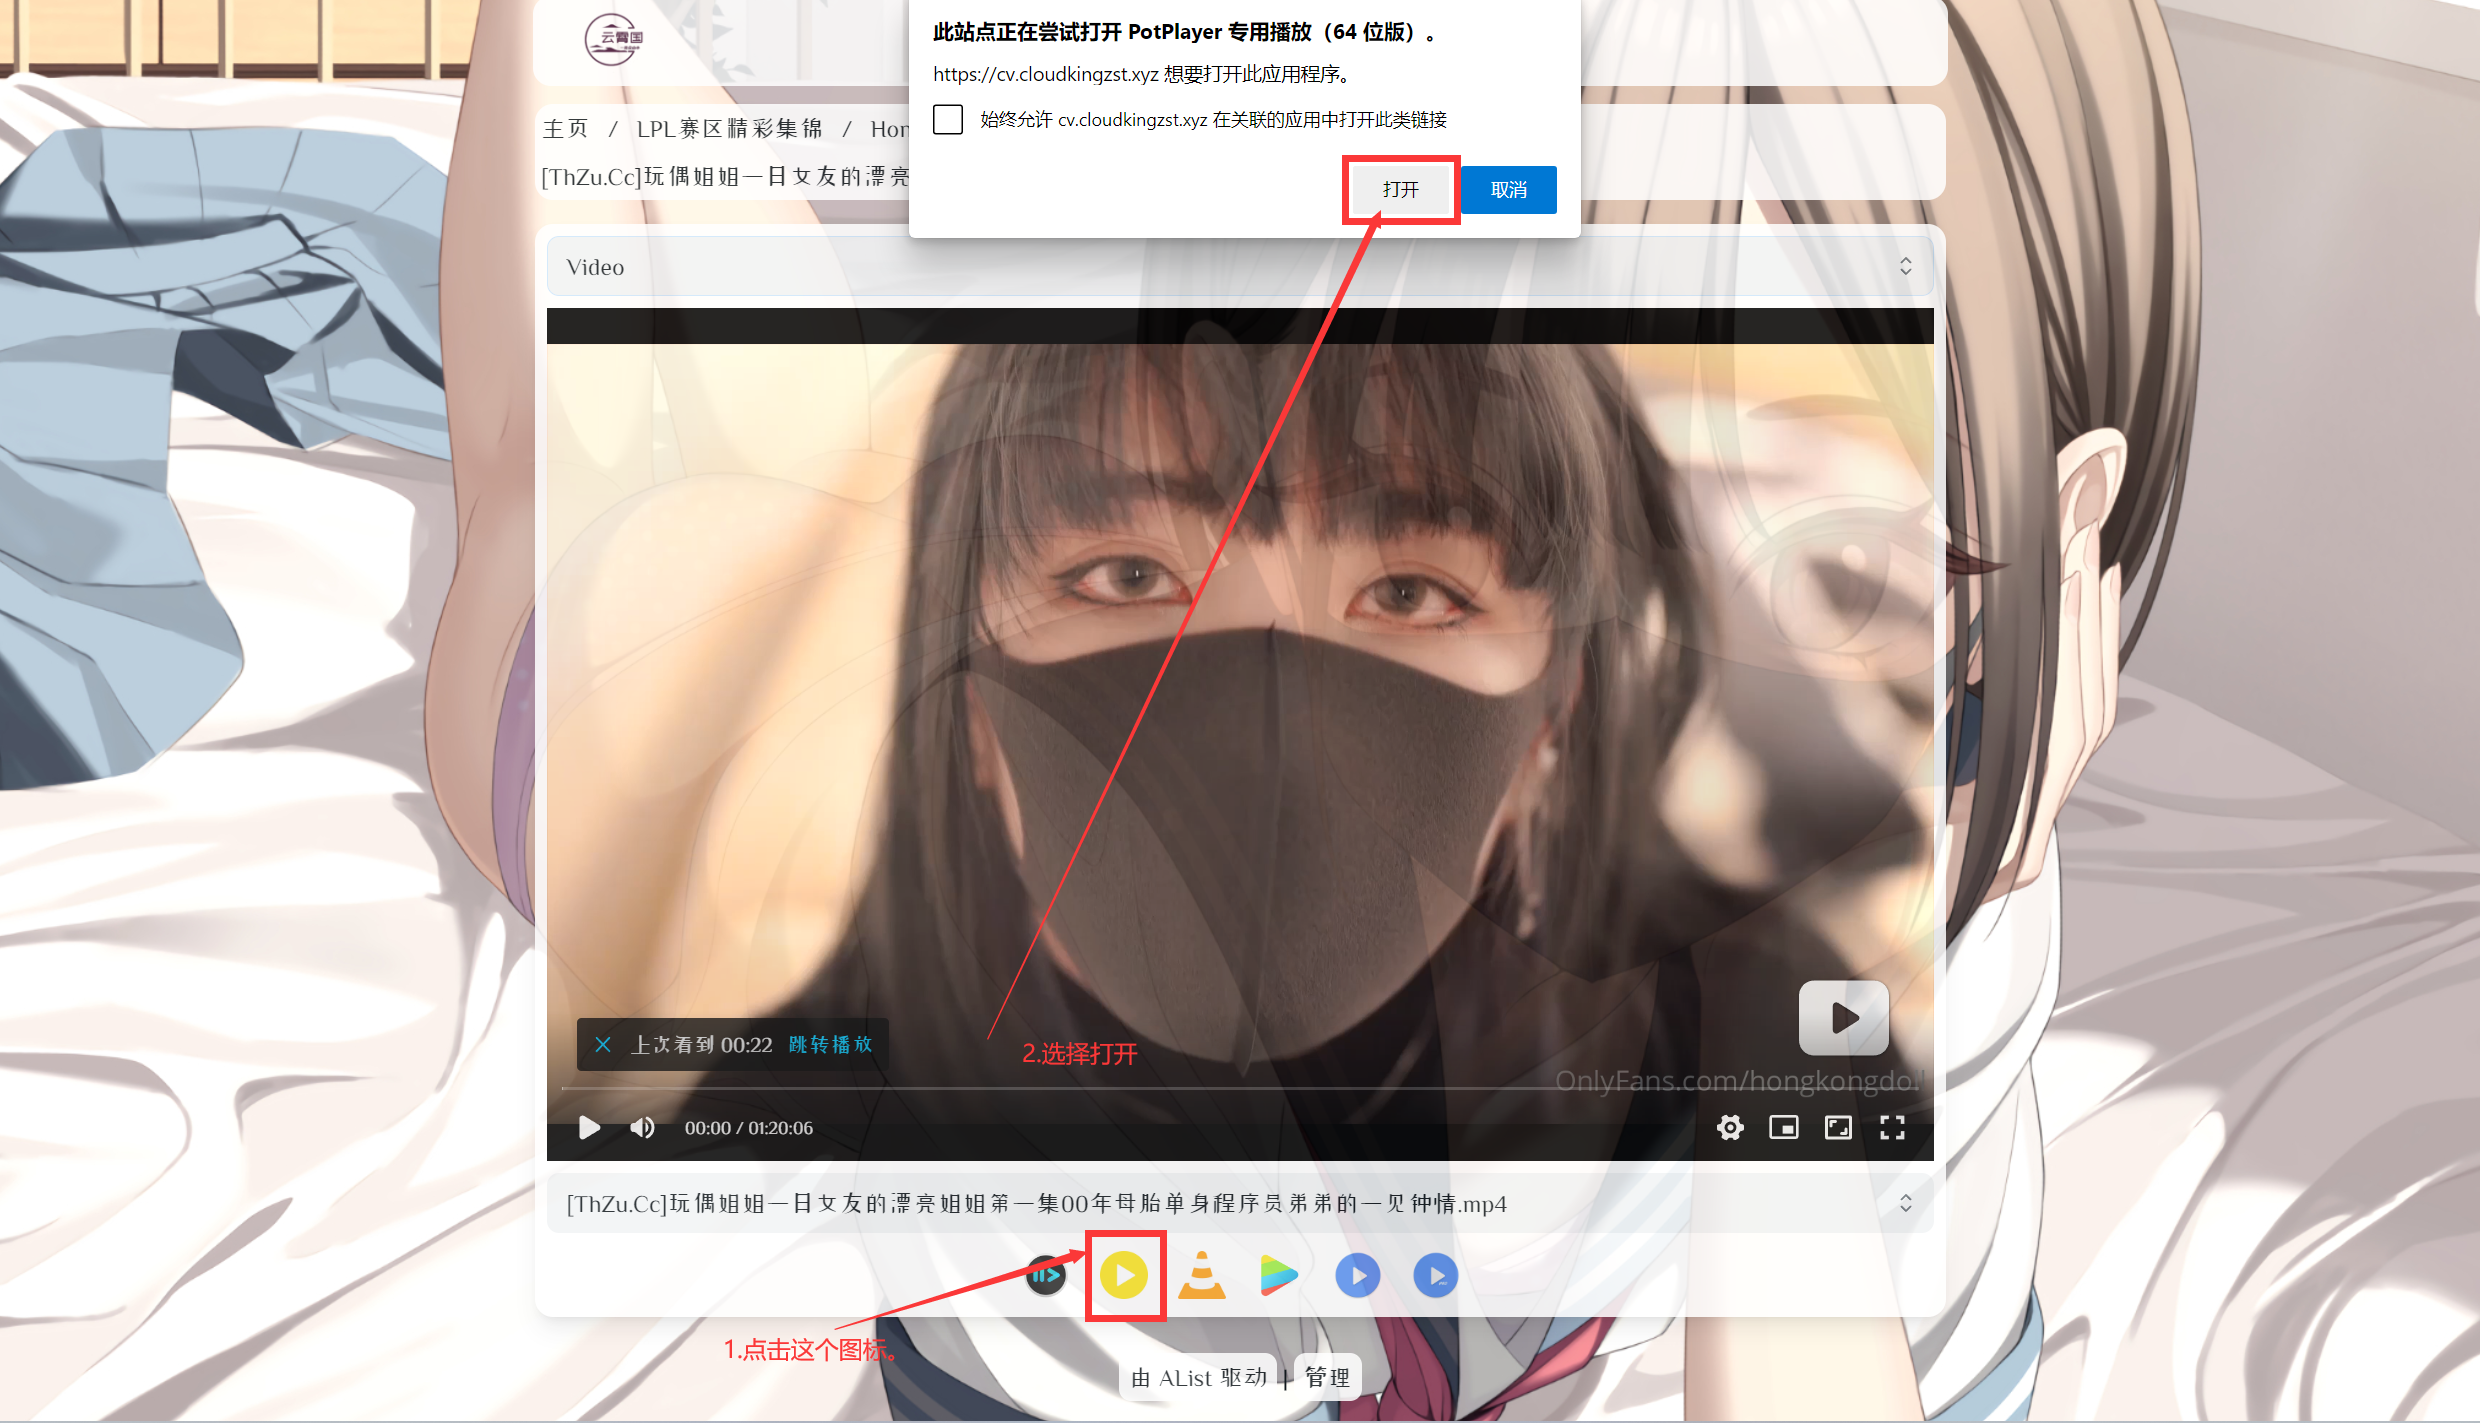 云霄国
此站点正在尝试打开 PotPlayer 专用播放（64 位版）。
https://cv.cloudkingzst.xyz 想要打开此应用程序。
始终允许 cv.cloudkingzst.xyz 在关联的应用中打开此类链接
打开
取消
主页 / LPL赛区精彩集锦 / Hon
[ThZu.Cc]玩偶姐姐一日女友的漂亮
Video
上次看到 00:22 跳转播放
2.选择打开
OnlyFans.com/hongkongdoll
00:00 / 01:20:06
[ThZu.Cc]玩偶姐姐一日女友的漂亮姐姐第一集00年母胎单身程序员弟弟的一见钟情.mp4
1.点击这个图标。
由 AList 驱动 | 管理